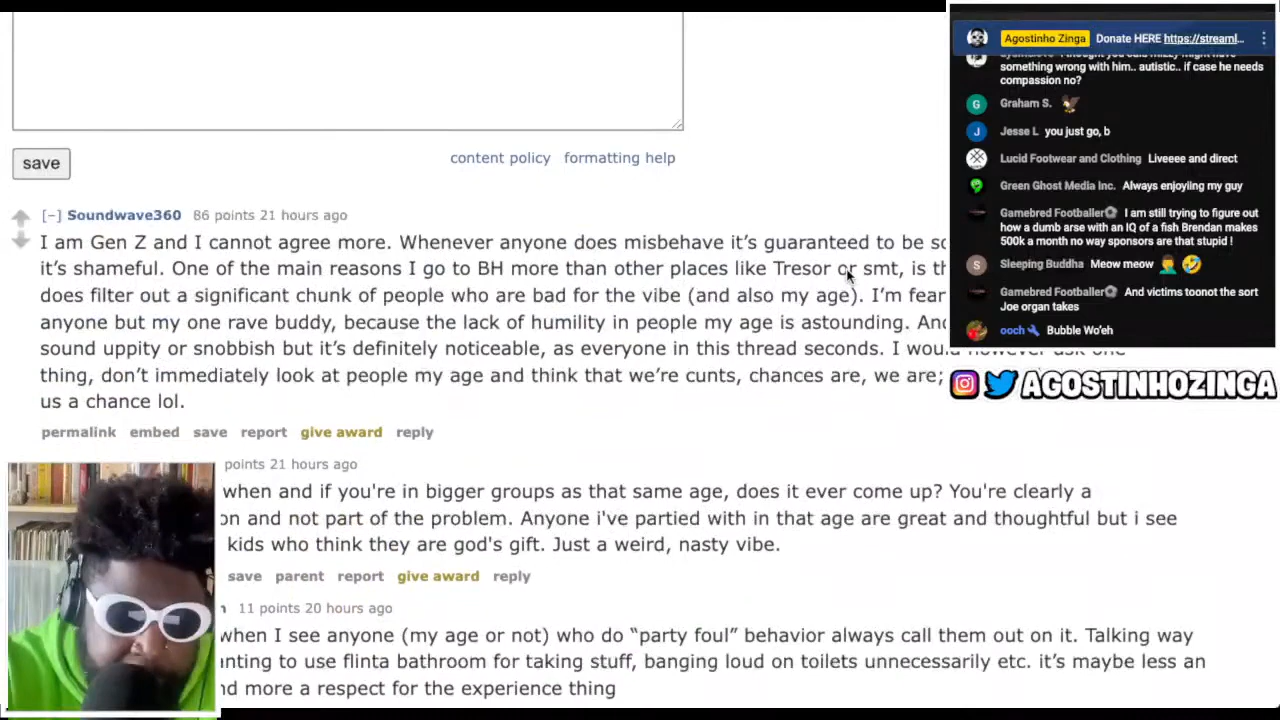 save
content policy formatting help
[–] Soundwave360 86 points 21 hours ago
I am Gen Z and I cannot agree more. Whenever anyone does misbehave it’s guaranteed to be
it’s shameful. One of the main reasons I go to BH more than other places like Tresor or smt, is
does filter out a significant chunk of people who are bad for the vibe (and also my age). I’m
anyone but my one rave buddy, because the lack of humility in people my age is astounding.
sound uppity or snobbish but it’s definitely noticeable, as everyone in this thread seconds. I would however ask one
thing, don’t immediately look at people my age and think that we’re cunts, chances are, we are;
us a chance lol.
permalink embed save report give award reply
points 21 hours ago
when and if you're in bigger groups as that same age, does it ever come up? You're clearly a
and not part of the problem. Anyone i've partied with in that age are great and thoughtful but i see
kids who think they are god's gift. Just a weird, nasty vibe.
save parent report give award reply
11 points 20 hours ago
when I see anyone (my age or not) who do “party foul” behavior always call them out on it. Talking way
to use flinta bathroom for taking stuff, banging loud on toilets unnecessarily etc. it’s maybe less an
more a respect for the experience thing
Agostinho Zinga Donate HERE https://streaml...
something wrong with him.. autistic.. if case he needs
compassion no?
G Graham S.
J Jesse L you just go, b
Lucid Footwear and Clothing Liveeee and direct
Green Ghost Media Inc. Always enjoyiing my guy
Gamebred Footballer I am still trying to figure out
how a dumb arse with an IQ of a fish Brendan makes
500k a month no way sponsors are that stupid !
S Sleeping Buddha Meow meow
Gamebred Footballer And victims toonot the sort
Joe organ takes
ooch Bubble Wo'eh
AGOSTINHOZINGA